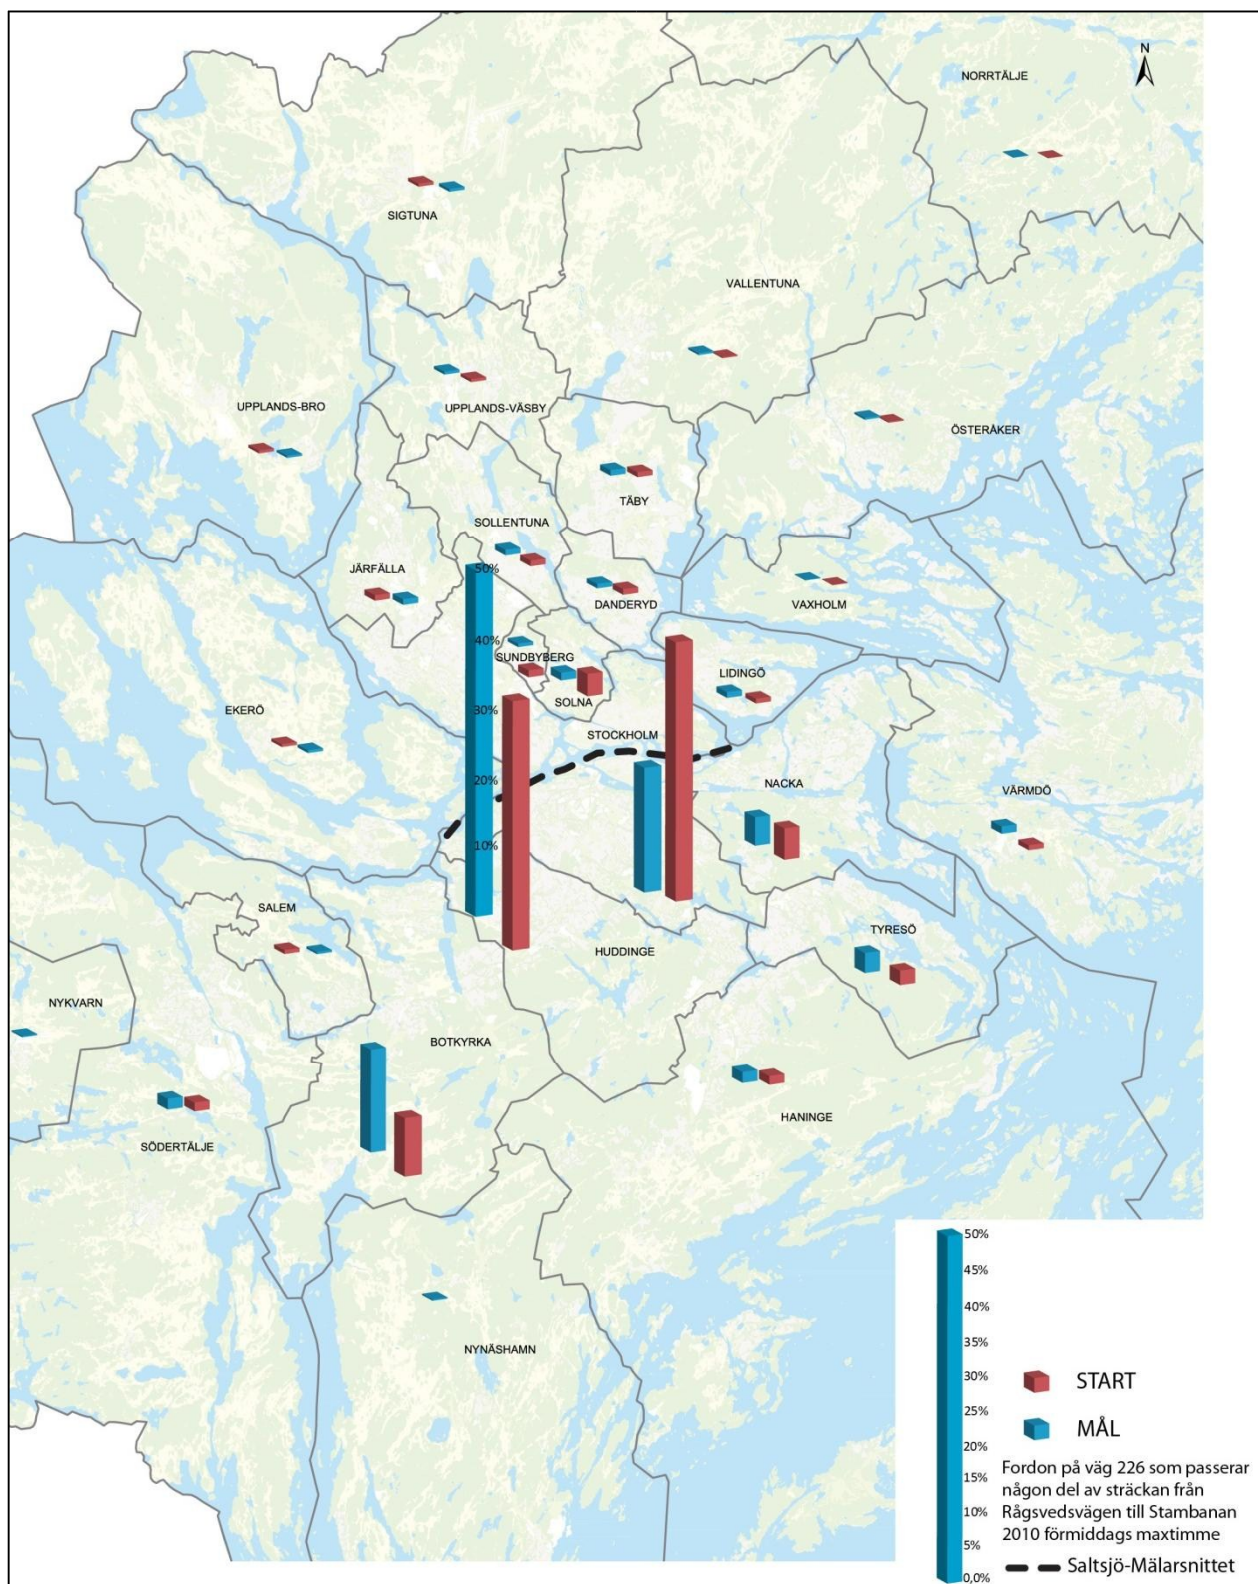 N
NORRTÄLJE
SIGTUNA
VALLENTUNA
UPPLANDS-BRO
UPPLANDS-VÄSBY
ÖSTERÅKER
TÄBY
SOLLENTUNA
JÄRFÄLLA
50%
DANDERYD
VAXHOLM
40%
SUNDBYBERG
LIDINGÖ
SOLNA
EKERÖ
30%
STOCKHOLM
20%
NACKA
VÄRMDÖ
10%
SALEM
TYRESÖ
HUDDINGE
NYKVARN
BOTKYRKA
HANINGE
SÖDERTÄLJE
NYNÄSHAMN
50%
45%
40%
35%
30%
25%
20%
15%
10%
5%
0,0%
START
MÅL
Fordon på väg 226 som passerar
någon del av sträckan från
Rågsvedsvägen till Stambanan
2010 förmiddags maxtimme
Saltsjö-Mälarsnittet